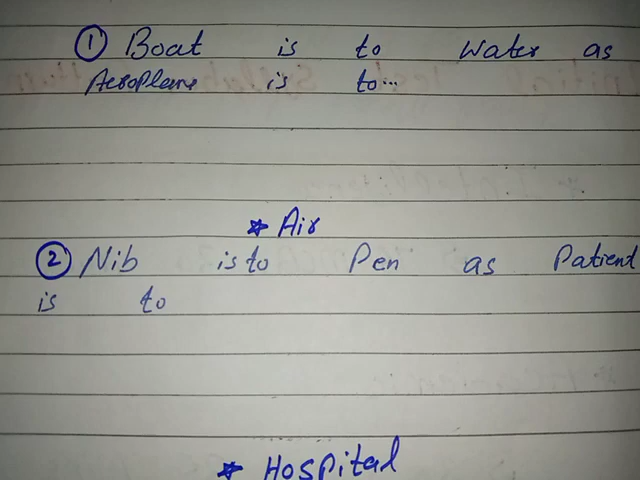 ① Boat is to water as
Aeroplane is to...
* Air
② Nib is to Pen as Patient
is to
* Hospital